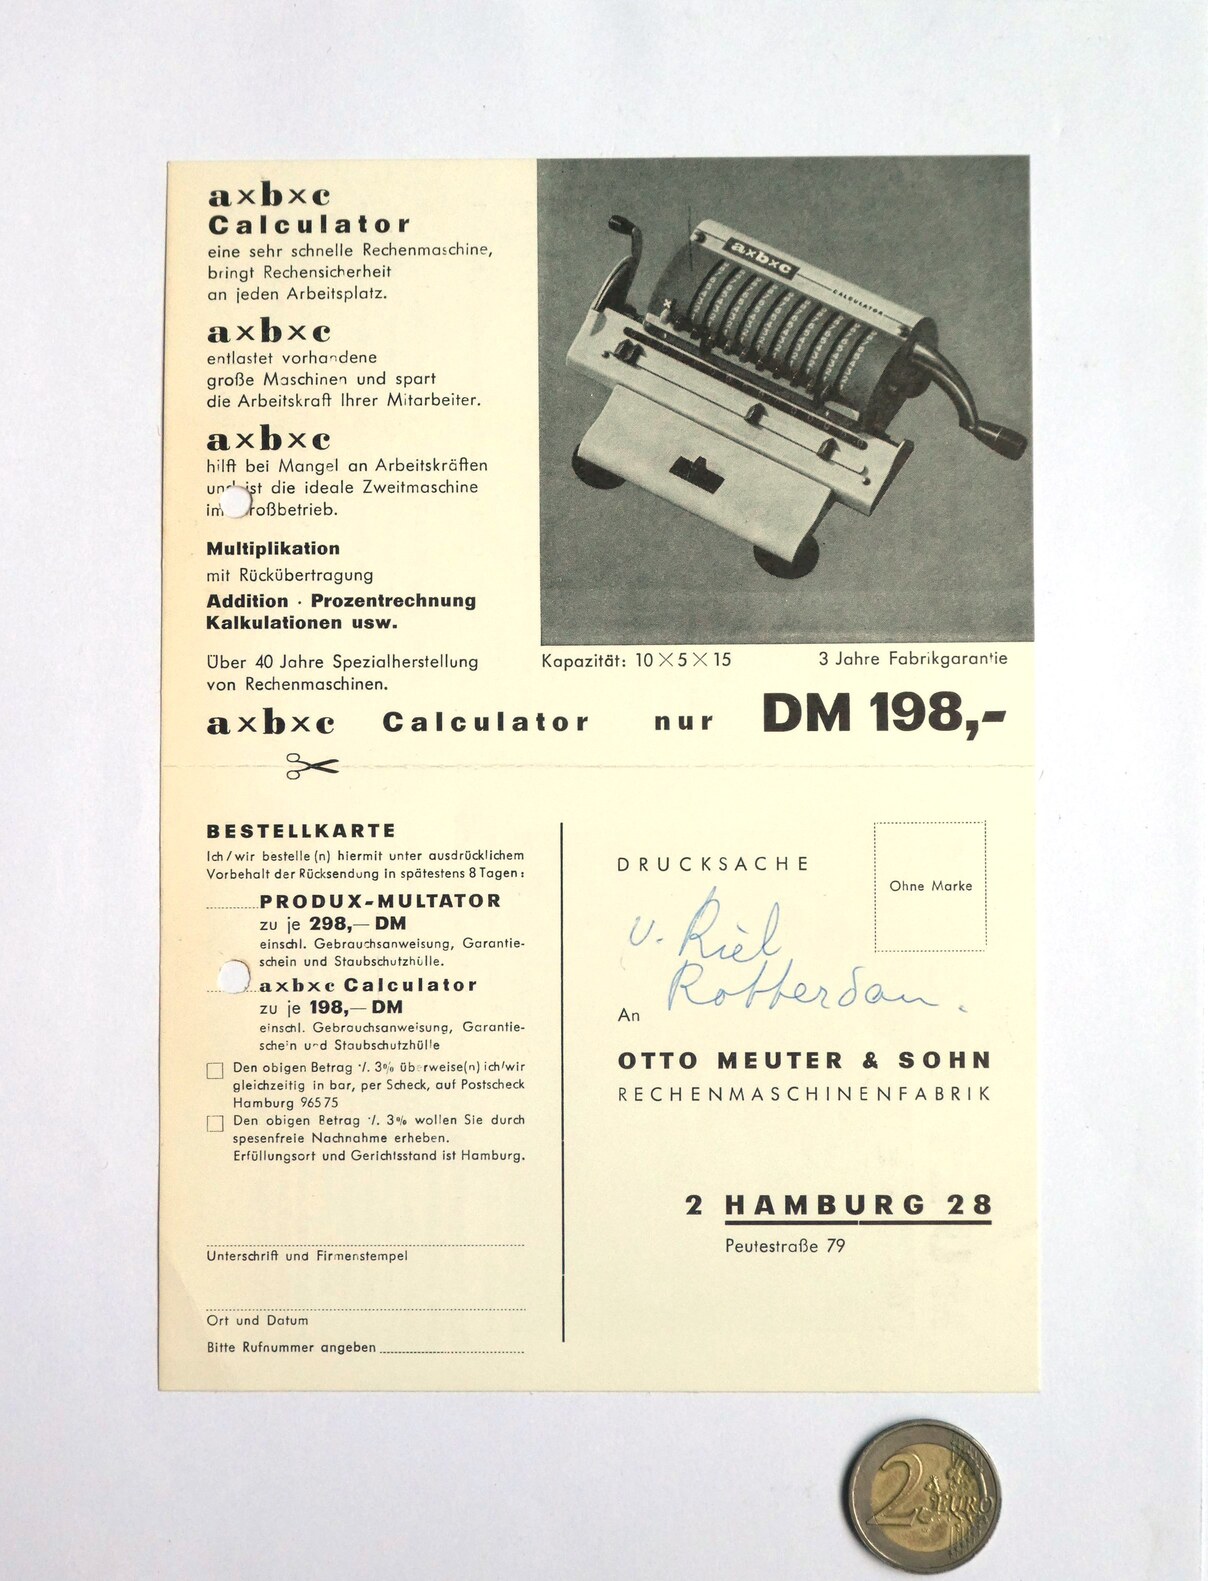 a×b×c
Calculator
eine sehr schnelle Rechenmaschine,
bringt Rechensicherheit
an jeden Arbeitsplatz.
a×b×c
entlastet vorhandene
große Maschinen und spart
die Arbeitskraft Ihrer Mitarbeiter.
a×b×c
hilft bei Mangel an Arbeitskräften
und ist die ideale Zweitmaschine
im Großbetrieb.
Multiplikation
mit Rückübertragung
Addition · Prozentrechnung
Kalkulationen usw.
Über 40 Jahre Spezialherstellung
von Rechenmaschinen.
a×b×c
CALCULATOR
Kapazität: 10 × 5 × 15 3 Jahre Fabrikgarantie
a×b×c Calculator nur DM 198,-
BESTELLKARTE
Ich/wir bestelle(n) hiermit unter ausdrücklichem
Vorbehalt der Rücksendung in spätestens 8 Tagen:
PRODUX-MULTATOR
zu je 298,— DM
einschl. Gebrauchsanweisung, Garantie-
schein und Staubschutzhülle.
axbxc Calculator
zu je 198,— DM
einschl. Gebrauchsanweisung, Garantie-
schein und Staubschutzhülle
Den obigen Betrag ·/. 3% überweise(n) ich/wir
gleichzeitig in bar, per Scheck, auf Postscheck
Hamburg 965 75
Den obigen Betrag ·/. 3% wollen Sie durch
spesenfreie Nachnahme erheben.
Erfüllungsort und Gerichtsstand ist Hamburg.
Unterschrift und Firmenstempel
Ort und Datum
Bitte Rufnummer angeben
DRUCKSACHE
Ohne Marke
v. Riel
Rotterdam.
An
OTTO MEUTER & SOHN
RECHENMASCHINENFABRIK
2 HAMBURG 28
Peutestraße 79
2 EURO